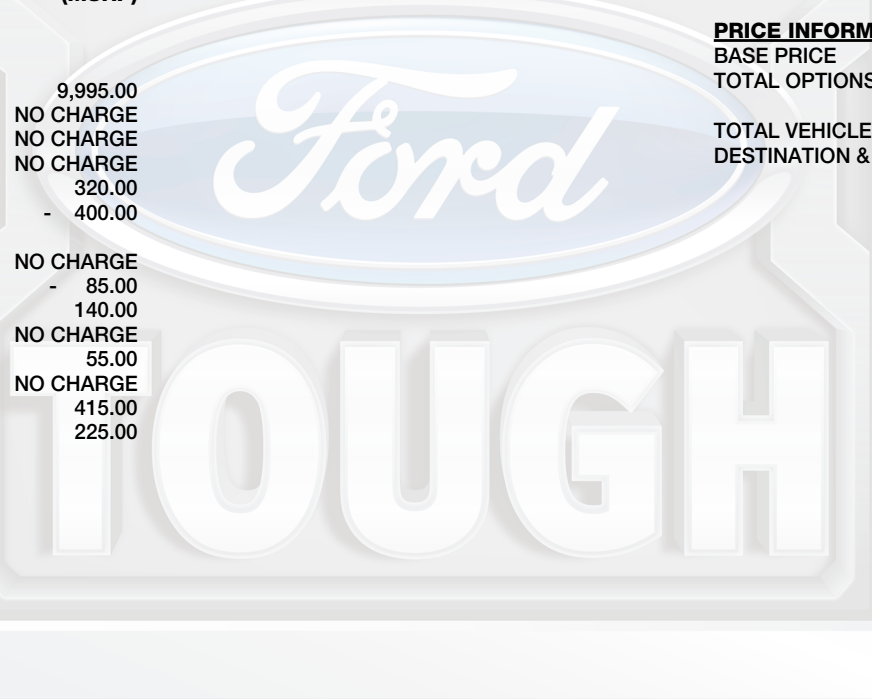 PRICE INFORM
BASE PRICE
TOTAL OPTIONS
TOTAL VEHICLE
DESTINATION &
9,995.00
NO CHARGE
NO CHARGE
NO CHARGE
320.00
- 400.00
NO CHARGE
- 85.00
140.00
NO CHARGE
55.00
NO CHARGE
415.00
225.00
Ford
TOUGH